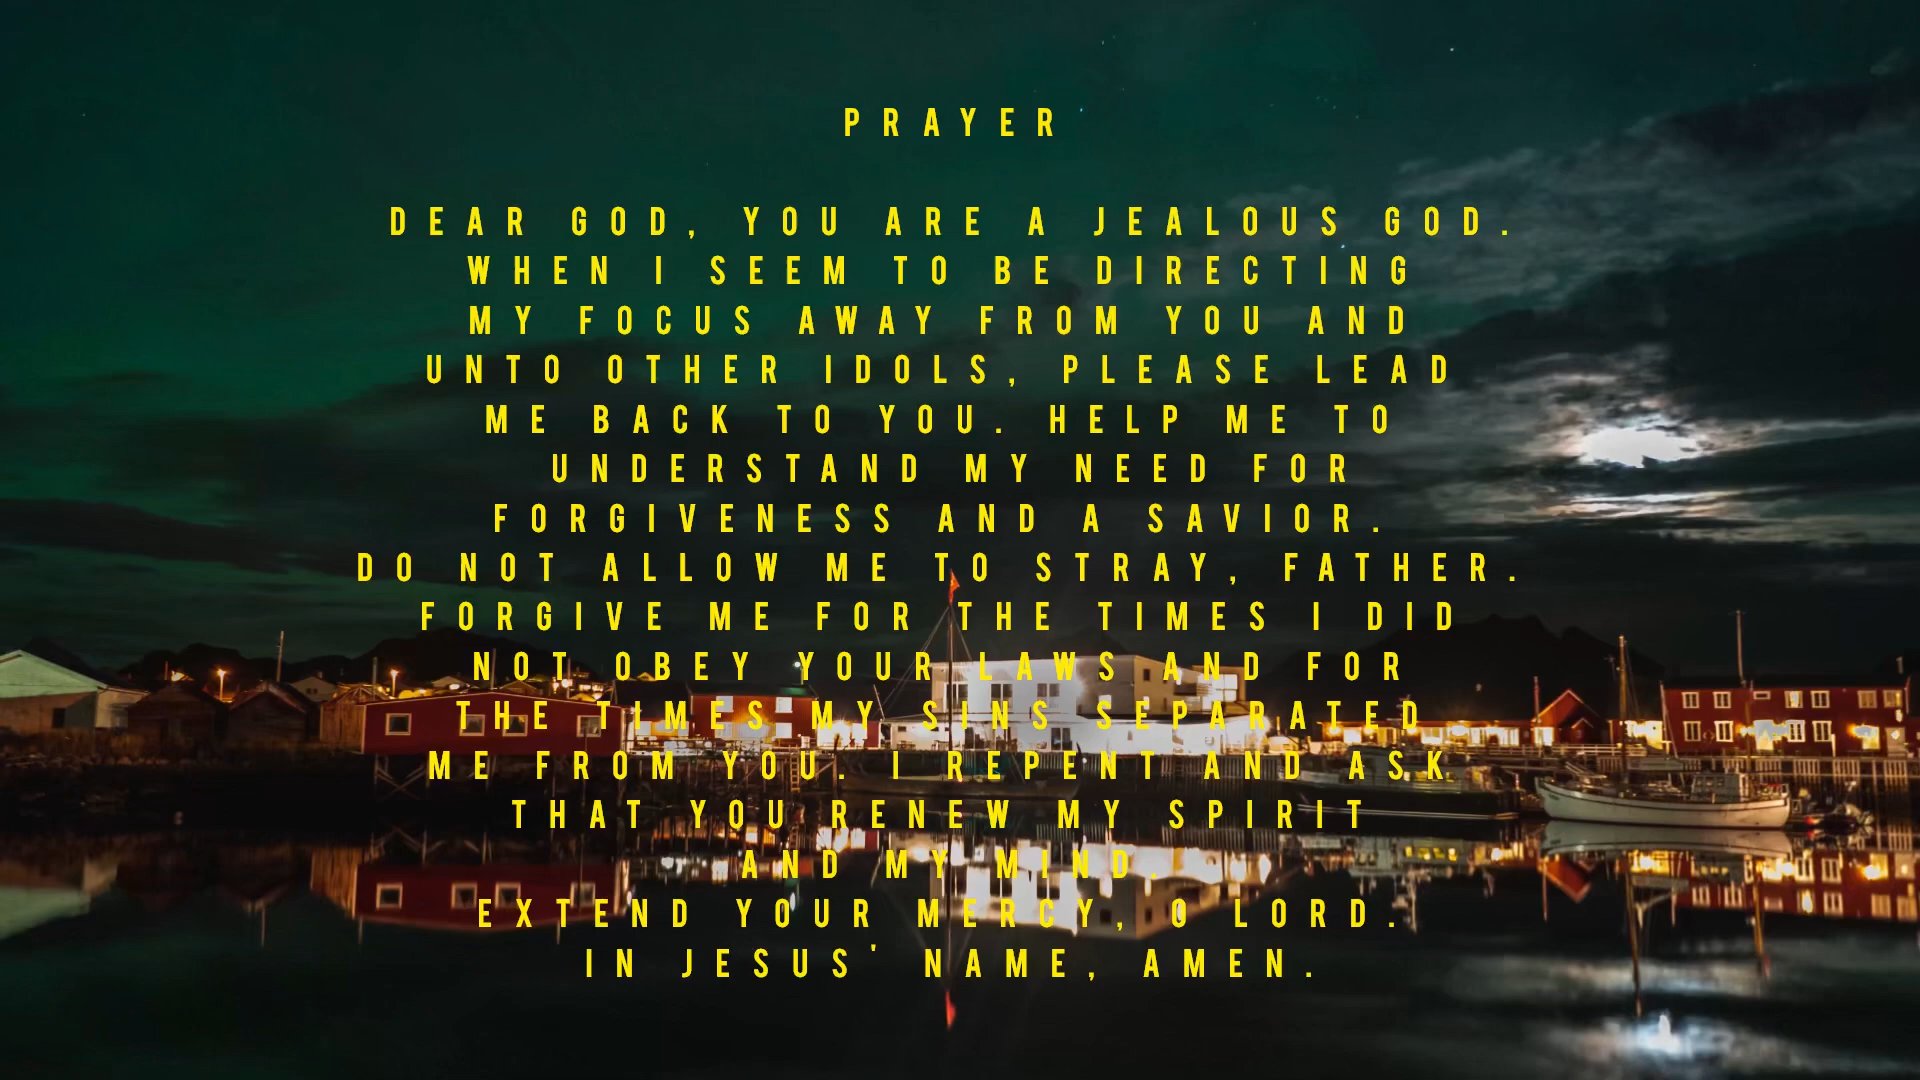 PRAYER
DEAR GOD, YOU ARE A JEALOUS GOD.
WHEN I SEEM TO BE DIRECTING
MY FOCUS AWAY FROM YOU AND
UNTO OTHER IDOLS, PLEASE LEAD
ME BACK TO YOU. HELP ME TO
UNDERSTAND MY NEED FOR
FORGIVENESS AND A SAVIOR.
DO NOT ALLOW ME TO STRAY, FATHER.
FORGIVE ME FOR THE TIMES I DID
NOT OBEY YOUR LAWS AND FOR
THE TIMES MY SINS SEPARATED
ME FROM YOU. I REPENT AND ASK
THAT YOU RENEW MY SPIRIT
AND MY MIND.
EXTEND YOUR MERCY, O LORD.
IN JESUS' NAME, AMEN.